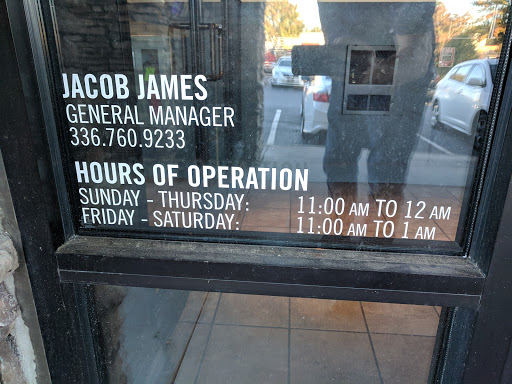 JACOB JAMES
GENERAL MANAGER
336.760.9233
HOURS OF OPERATION
SUNDAY - THURSDAY: 11:00 AM TO 12 AM
FRIDAY - SATURDAY: 11:00 AM TO 1 AM